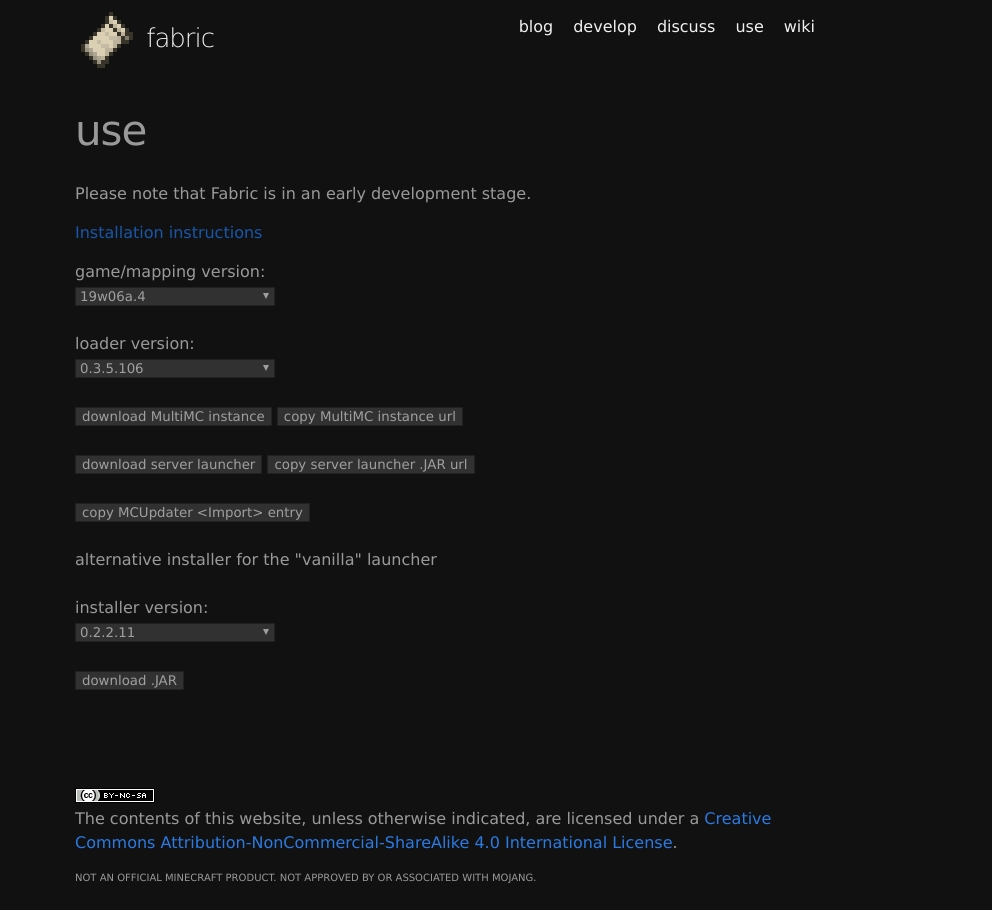 fabric
blog develop discuss use wiki
use
Please note that Fabric is in an early development stage.
Installation instructions
game/mapping version:
19w06a.4
loader version:
0.3.5.106
download MultiMC instance copy MultiMC instance url
download server launcher copy server launcher .JAR url
copy MCUpdater <Import> entry
alternative installer for the "vanilla" launcher
installer version:
0.2.2.11
download .JAR
cc BY-NC-SA
The contents of this website, unless otherwise indicated, are licensed under a Creative
Commons Attribution-NonCommercial-ShareAlike 4.0 International License.
NOT AN OFFICIAL MINECRAFT PRODUCT. NOT APPROVED BY OR ASSOCIATED WITH MOJANG.